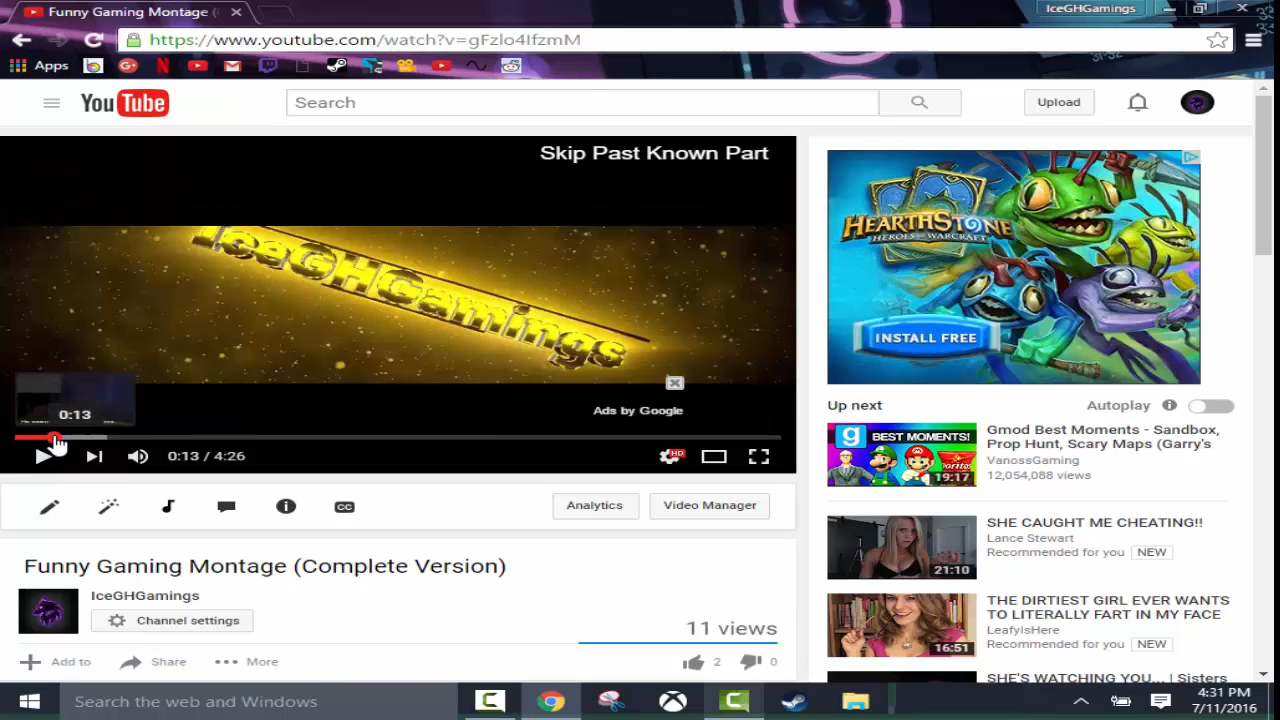 Funny Gaming Montage (
IceGHGamings
https://www.youtube.com/watch?v=gFzlo4IfzmM
Apps
YouTube
Search
Upload
Skip Past Known Part
IceGHGamings
Ads by Google
0:13
0:13 / 4:26
HD
CC
Analytics
Video Manager
Funny Gaming Montage (Complete Version)
IceGHGamings
Channel settings
11 views
Add to
Share
More
2
0
HEARTHSTONE
HEROES OF WARCRAFT
INSTALL FREE
Up next
Autoplay
BEST MOMENTS!
19:17
Gmod Best Moments - Sandbox,
Prop Hunt, Scary Maps (Garry's
VanossGaming
12,054,088 views
21:10
SHE CAUGHT ME CHEATING!!
Lance Stewart
Recommended for you NEW
16:51
THE DIRTIEST GIRL EVER WANTS
TO LITERALLY FART IN MY FACE
LeafyIsHere
Recommended for you NEW
SHE'S WATCHING YOU... | Sisters
Search the web and Windows
4:31 PM
7/11/2016